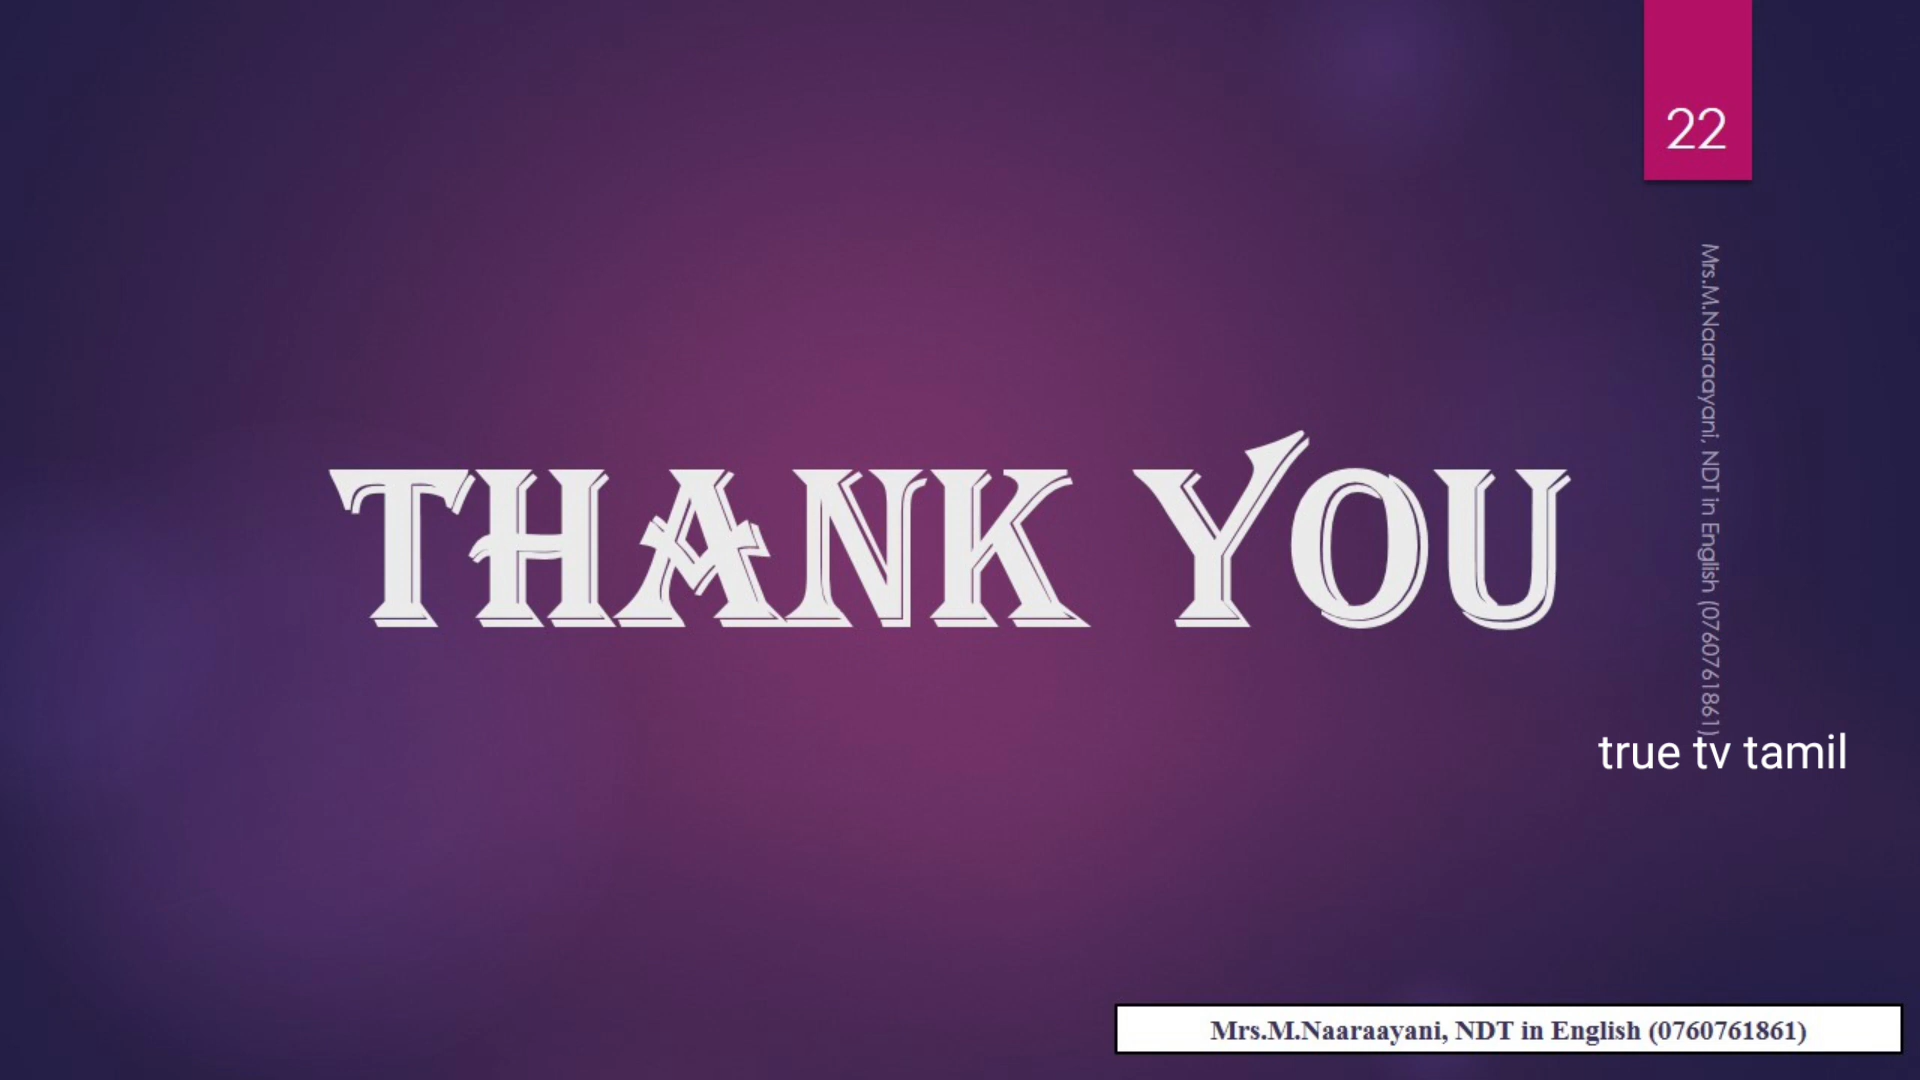 22
Mrs.M.Naaraayani, NDT in English (0760761861)
THANK YOU
true tv tamil
Mrs.M.Naaraayani, NDT in English (0760761861)